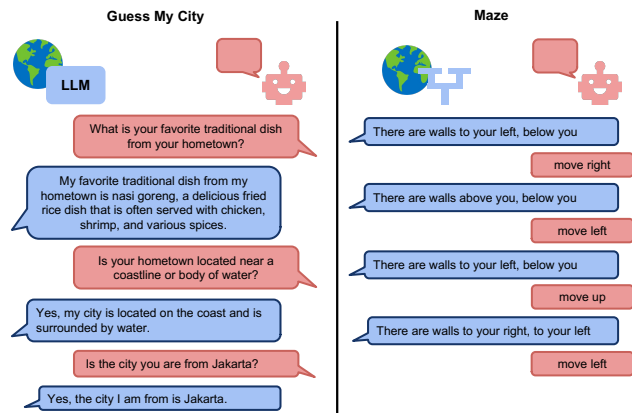 Guess My City
LLM
What is your favorite traditional dish
from your hometown?
My favorite traditional dish from my
hometown is nasi goreng, a delicious fried
rice dish that is often served with chicken,
shrimp, and various spices.
Is your hometown located near a
coastline or body of water?
Yes, my city is located on the coast and is
surrounded by water.
Is the city you are from Jakarta?
Yes, the city I am from is Jakarta.
Maze
There are walls to your left, below you
move right
There are walls above you, below you
move left
There are walls to your left, below you
move up
There are walls to your right, to your left
move left